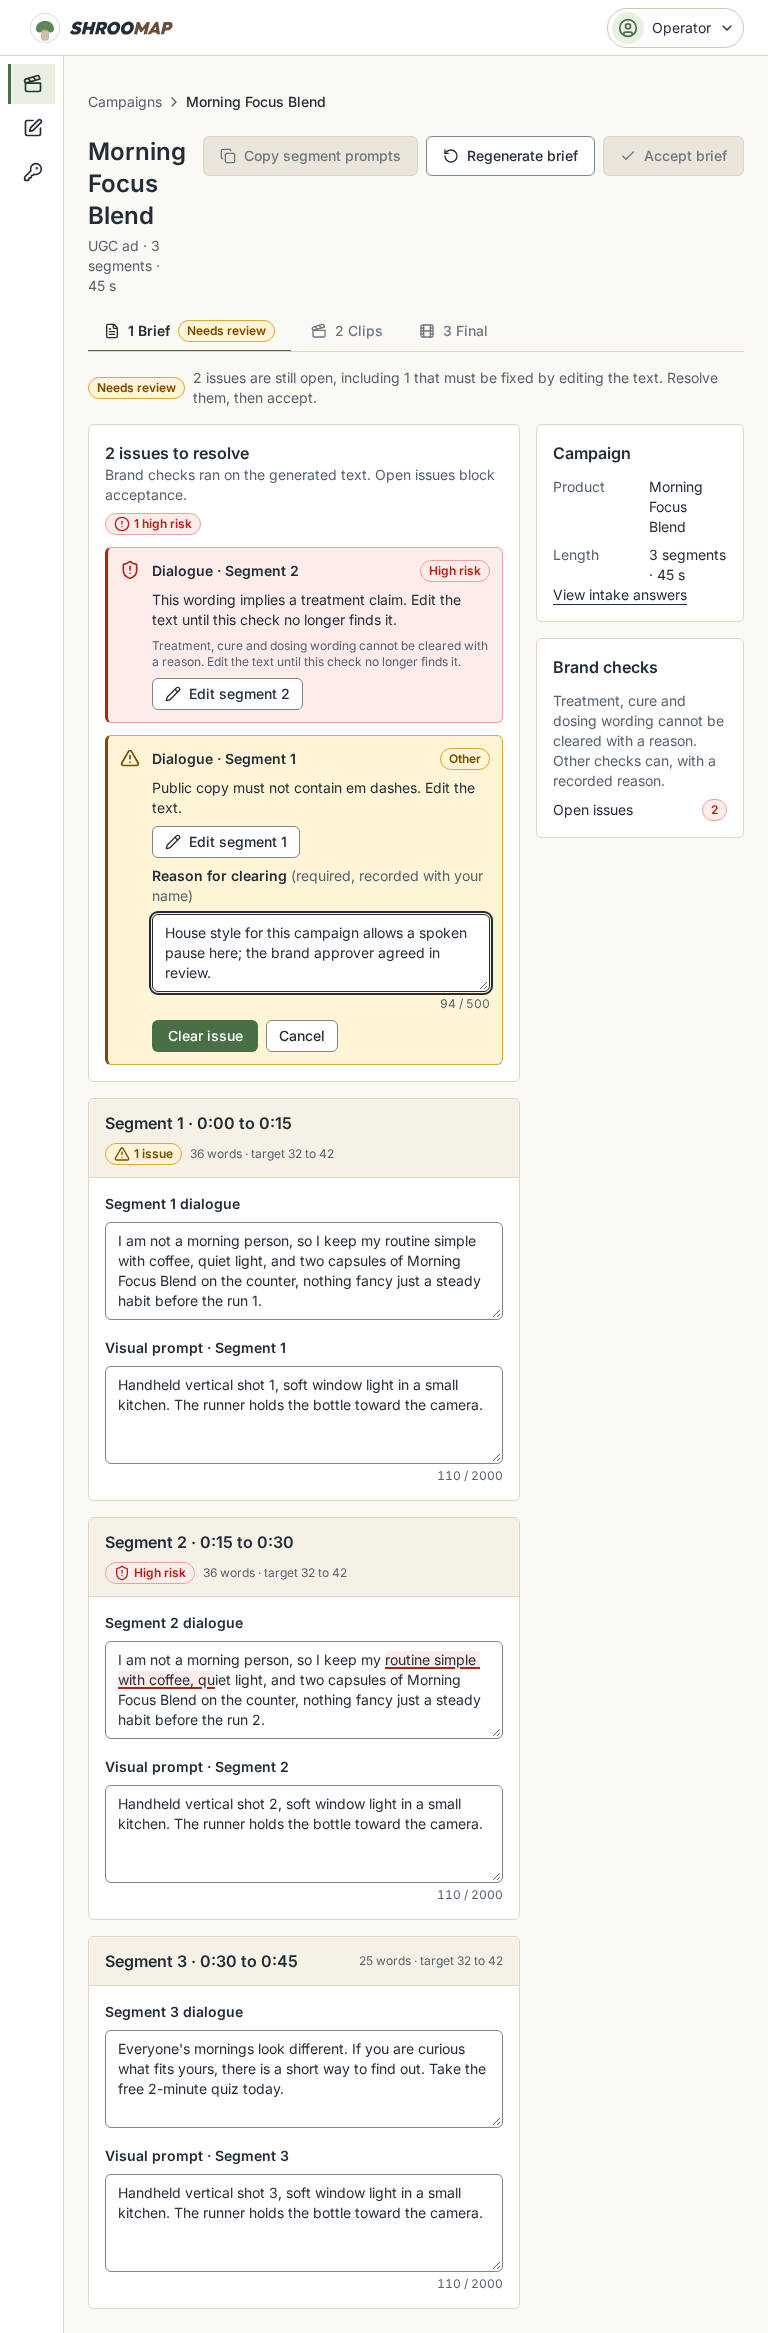 SHROOMAP
Operator
Campaigns
Morning Focus Blend
Morning
Focus
Blend
UGC ad · 3
segments ·
45 s
Copy segment prompts
Regenerate brief
Accept brief
1 Brief
Needs review
2 Clips
3 Final
Needs review
2 issues are still open, including 1 that must be fixed by editing the text. Resolve
them, then accept.
2 issues to resolve
Brand checks ran on the generated text. Open issues block
acceptance.
1 high risk
Dialogue · Segment 2
High risk
This wording implies a treatment claim. Edit the
text until this check no longer finds it.
Treatment, cure and dosing wording cannot be cleared with
a reason. Edit the text until this check no longer finds it.
Edit segment 2
Dialogue · Segment 1
Other
Public copy must not contain em dashes. Edit the
text.
Edit segment 1
Reason for clearing (required, recorded with your
name)
House style for this campaign allows a spoken
pause here; the brand approver agreed in
review.
94 / 500
Clear issue
Cancel
Campaign
Product
Morning
Focus
Blend
Length
3 segments
· 45 s
View intake answers
Brand checks
Treatment, cure and
dosing wording cannot be
cleared with a reason.
Other checks can, with a
recorded reason.
Open issues
2
Segment 1 · 0:00 to 0:15
1 issue
36 words · target 32 to 42
Segment 1 dialogue
I am not a morning person, so I keep my routine simple
with coffee, quiet light, and two capsules of Morning
Focus Blend on the counter, nothing fancy just a steady
habit before the run 1.
Visual prompt · Segment 1
Handheld vertical shot 1, soft window light in a small
kitchen. The runner holds the bottle toward the camera.
110 / 2000
Segment 2 · 0:15 to 0:30
High risk
36 words · target 32 to 42
Segment 2 dialogue
I am not a morning person, so I keep my routine simple
with coffee, quiet light, and two capsules of Morning
Focus Blend on the counter, nothing fancy just a steady
habit before the run 2.
Visual prompt · Segment 2
Handheld vertical shot 2, soft window light in a small
kitchen. The runner holds the bottle toward the camera.
110 / 2000
Segment 3 · 0:30 to 0:45
25 words · target 32 to 42
Segment 3 dialogue
Everyone's mornings look different. If you are curious
what fits yours, there is a short way to find out. Take the
free 2-minute quiz today.
Visual prompt · Segment 3
Handheld vertical shot 3, soft window light in a small
kitchen. The runner holds the bottle toward the camera.
110 / 2000